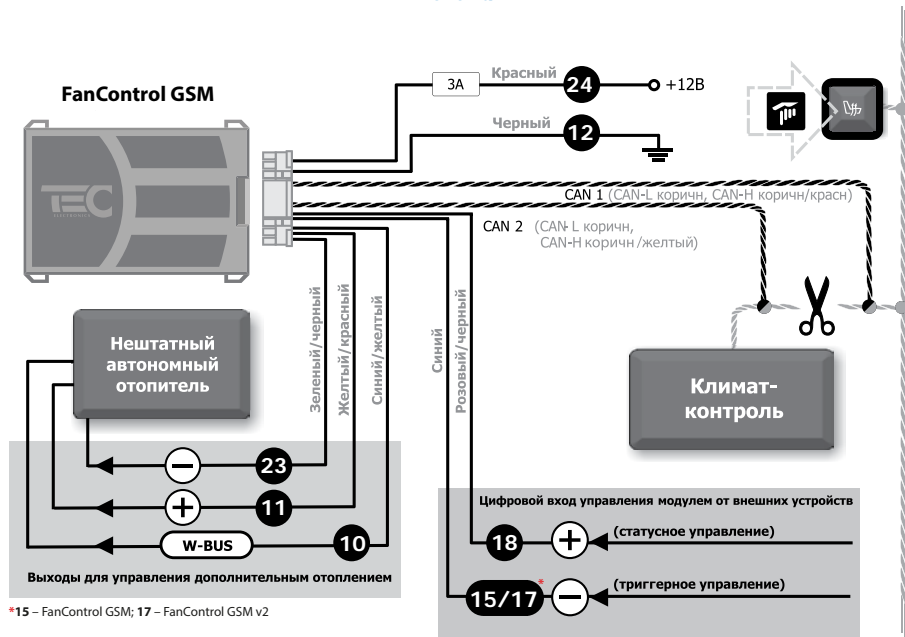 FanControl GSM
3А
Красный
24
+12В
Черный
12
CAN 1 (CAN-L коричн, CAN-H коричн/красн)
CAN 2 (CAN-L коричн,
CAN-H коричн/желтый)
TEC
ELECTRONICS
Зеленый/черный
Желтый/красный
Синий/желтый
Синий
Розовый/черный
Нештатный
автономный
отопитель
Климат-
контроль
23
11
W-BUS
10
Выходы для управления дополнительным отоплением
Цифровой вход управления модулем от внешних устройств
18
(статусное управление)
15/17*
(триггерное управление)
*15 – FanControl GSM; 17 – FanControl GSM v2